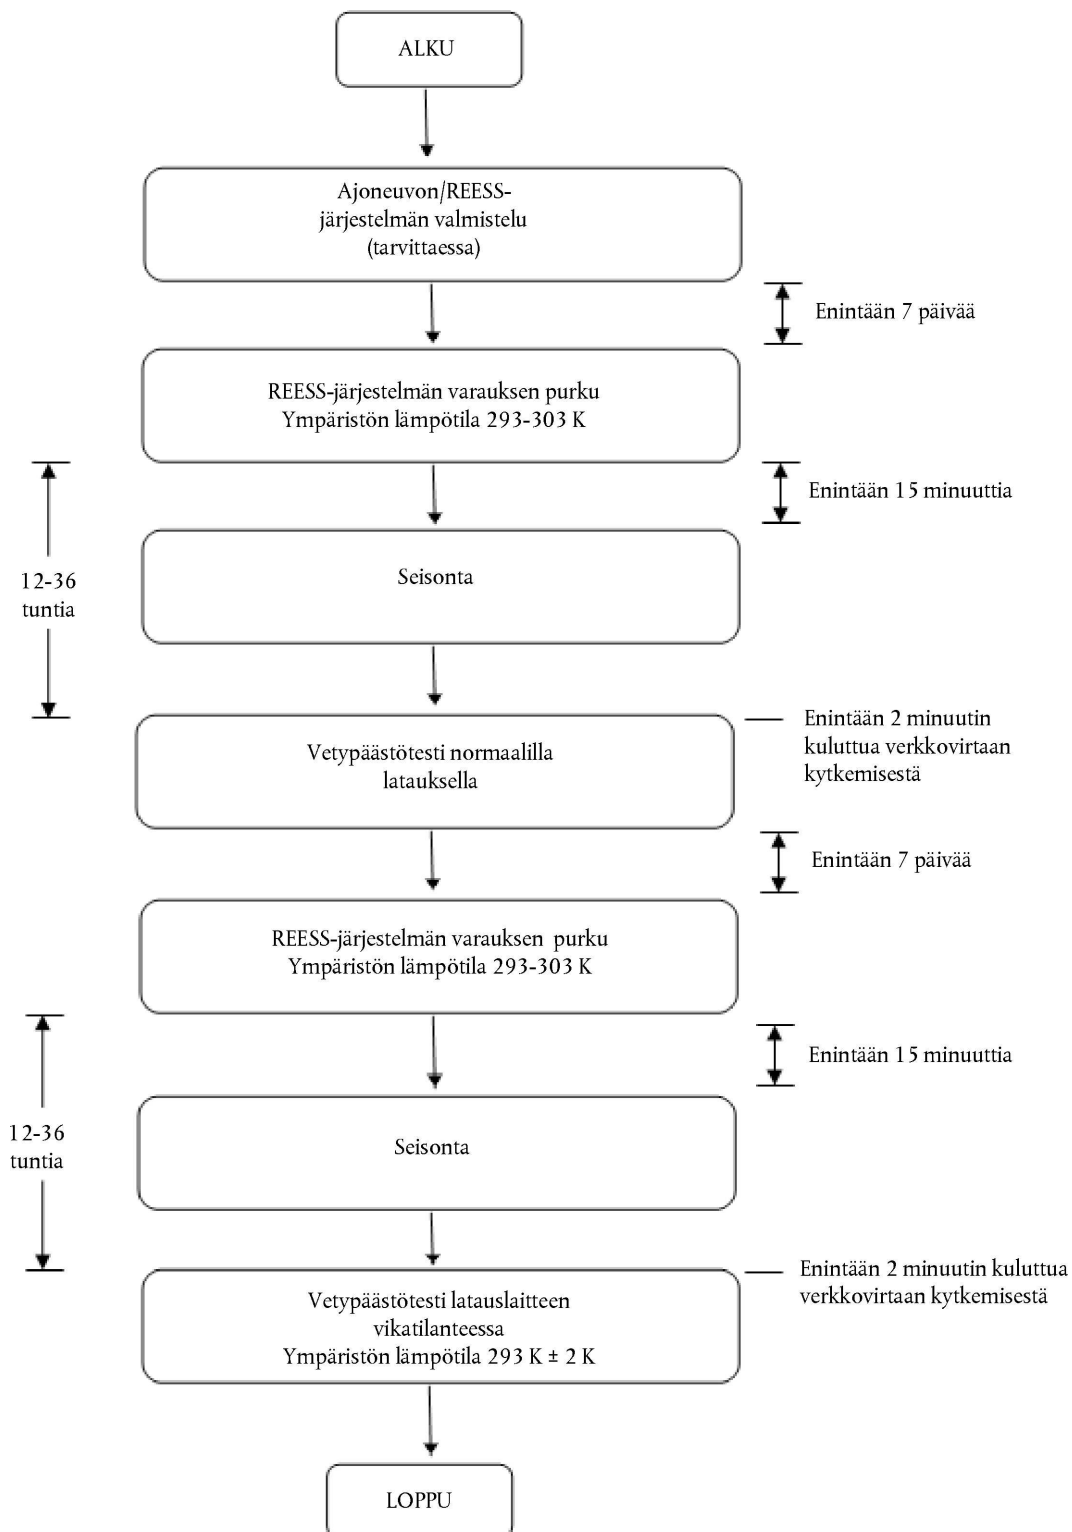 ALKU
Ajoneuvon/REESS-
järjestelmän valmistelu
(tarvittaessa)
Enintään 7 päivää
REESS-järjestelmän varauksen purku
Ympäristön lämpötila 293-303 K
Enintään 15 minuuttia
12-36
tuntia
Seisonta
Vetypäästötesti normaalilla
latauksella
Enintään 2 minuutin
kuluttua verkkovirtaan
kytkemisestä
Enintään 7 päivää
REESS-järjestelmän varauksen purku
Ympäristön lämpötila 293-303 K
Enintään 15 minuuttia
12-36
tuntia
Seisonta
Vetypäästötesti latauslaitteen
vikatilanteessa
Ympäristön lämpötila 293 K ± 2 K
Enintään 2 minuutin kuluttua
verkkovirtaan kytkemisestä
LOPPU